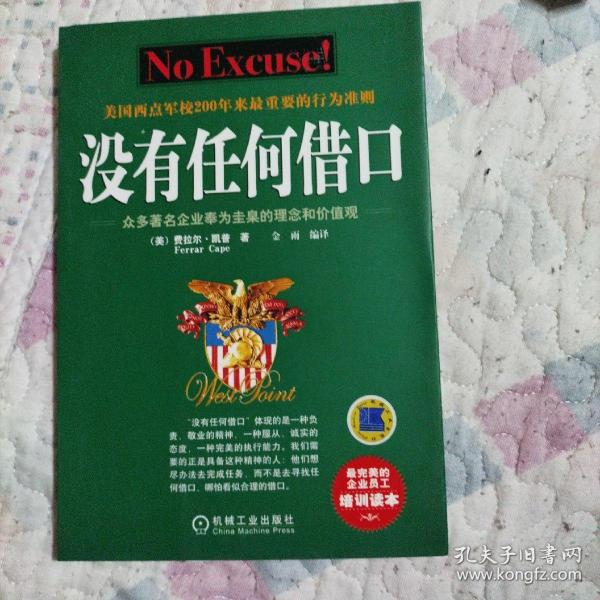 No Excuse!
美国西点军校200年来最重要的行为准则
没有任何借口
众多著名企业奉为圭臬的理念和价值观
（美）费拉尔·凯普 著 金雨 编译
Ferrar Cape
West Point
“没有任何借口”体现的是一种负
责、敬业的精神，一种服从、诚实的
态度，一种完美的执行能力。我们需
要的正是具备这种精神的人：他们想
尽办法去完成任务，而不是去寻找任
何借口，哪怕看似合理的借口。
最完美的
企业员工
培训读本
机械工业出版社
China Machine Press
孔夫子旧书网
www.kongfz.com